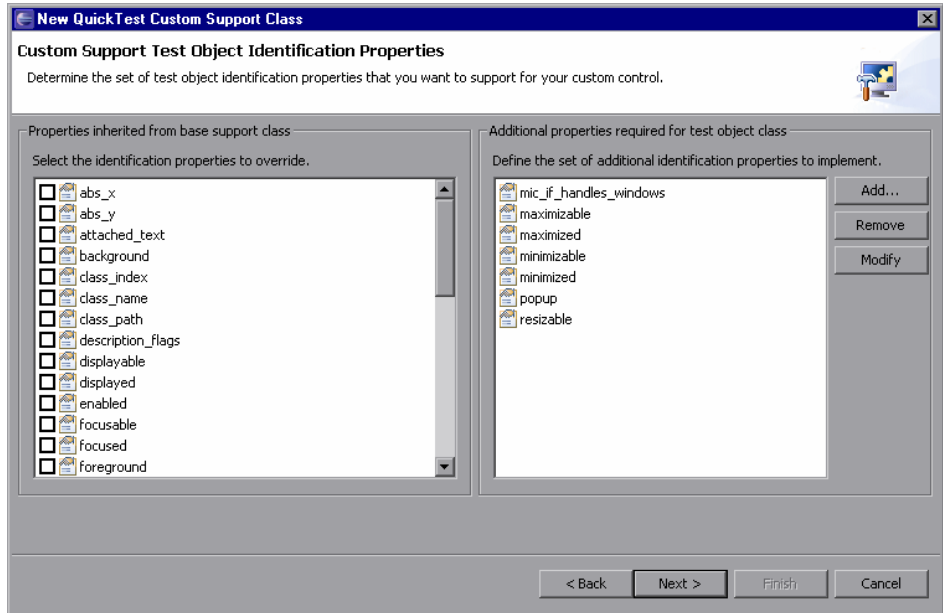 New QuickTest Custom Support Class
Custom Support Test Object Identification Properties
Determine the set of test object identification properties that you want to support for your custom control.
Properties inherited from base support class
Select the identification properties to override.
abs_x
abs_y
attached_text
background
class_index
class_name
class_path
description_flags
displayable
displayed
enabled
focusable
focused
foreground
Additional properties required for test object class
Define the set of additional identification properties to implement.
mic_if_handles_windows
maximizable
maximized
minimizable
minimized
popup
resizable
Add...
Remove
Modify
< Back
Next >
Finish
Cancel